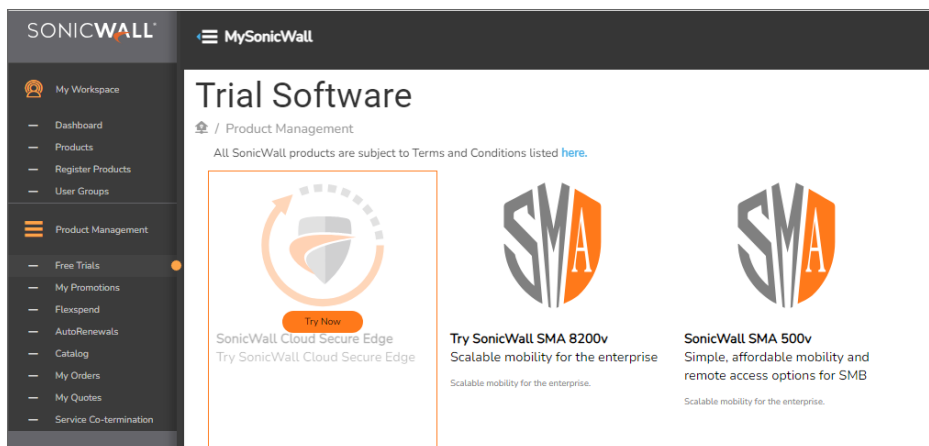 SONICWALL
MySonicWall
My Workspace
Dashboard
Products
Register Products
User Groups
Product Management
Free Trials
My Promotions
Flexspend
AutoRenewals
Catalog
My Orders
My Quotes
Service Co-termination
Trial Software
/ Product Management
All SonicWall products are subject to Terms and Conditions listed here.
Try Now
SonicWall Cloud Secure Edge
Try SonicWall Cloud Secure Edge
SMA
Try SonicWall SMA 8200v
Scalable mobility for the enterprise
Scalable mobility for the enterprise.
SMA
SonicWall SMA 500v
Simple, affordable mobility and
remote access options for SMB
Scalable mobility for the enterprise.